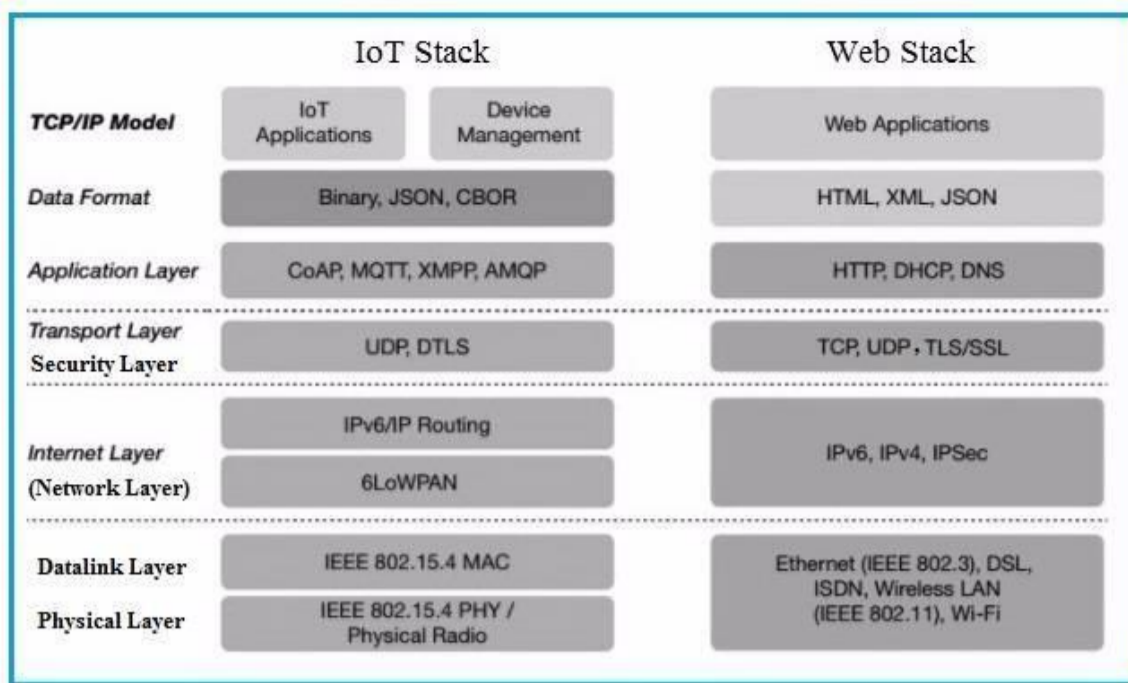 IoT Stack
Web Stack
TCP/IP Model
IoT
Applications
Device
Management
Web Applications
Data Format
Binary, JSON, CBOR
HTML, XML, JSON
Application Layer
CoAP, MQTT, XMPP, AMQP
HTTP, DHCP, DNS
Transport Layer
Security Layer
UDP, DTLS
TCP, UDP，TLS/SSL
Internet Layer
(Network Layer)
IPv6/IP Routing
6LoWPAN
IPv6, IPv4, IPSec
Datalink Layer
IEEE 802.15.4 MAC
Physical Layer
IEEE 802.15.4 PHY /
Physical Radio
Ethernet (IEEE 802.3), DSL,
ISDN, Wireless LAN
(IEEE 802.11), Wi-Fi